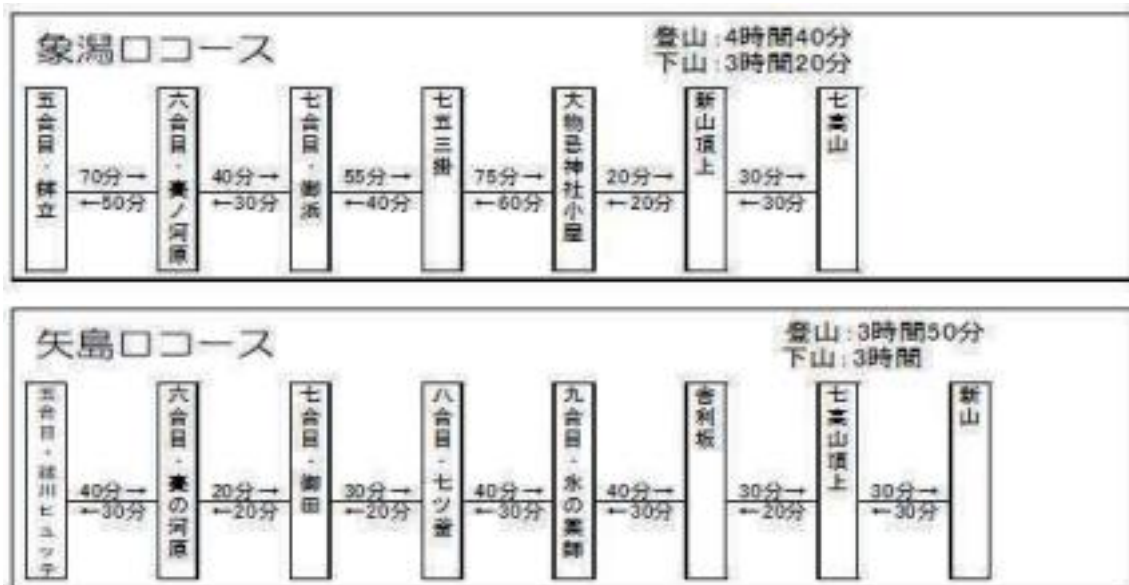 象潟口コース
登山:4時間40分
下山:3時間20分
五合目・鉾立
70分→
←50分
六合目・賽ノ河原
40分→
←30分
七合目・御浜
55分→
←40分
七五三掛
75分→
←60分
大物忌神社小屋
20分→
←20分
新山頂上
30分→
←30分
七高山
矢島口コース
登山:3時間50分
下山:3時間
五合目・祓川ヒュッテ
40分→
←30分
六合目・賽の河原
20分→
←20分
七合目・御田
30分→
←20分
八合目・七ツ釜
40分→
←30分
九合目・氷の薬師
40分→
←30分
舎利坂
30分→
←20分
七高山頂上
30分→
←30分
新山